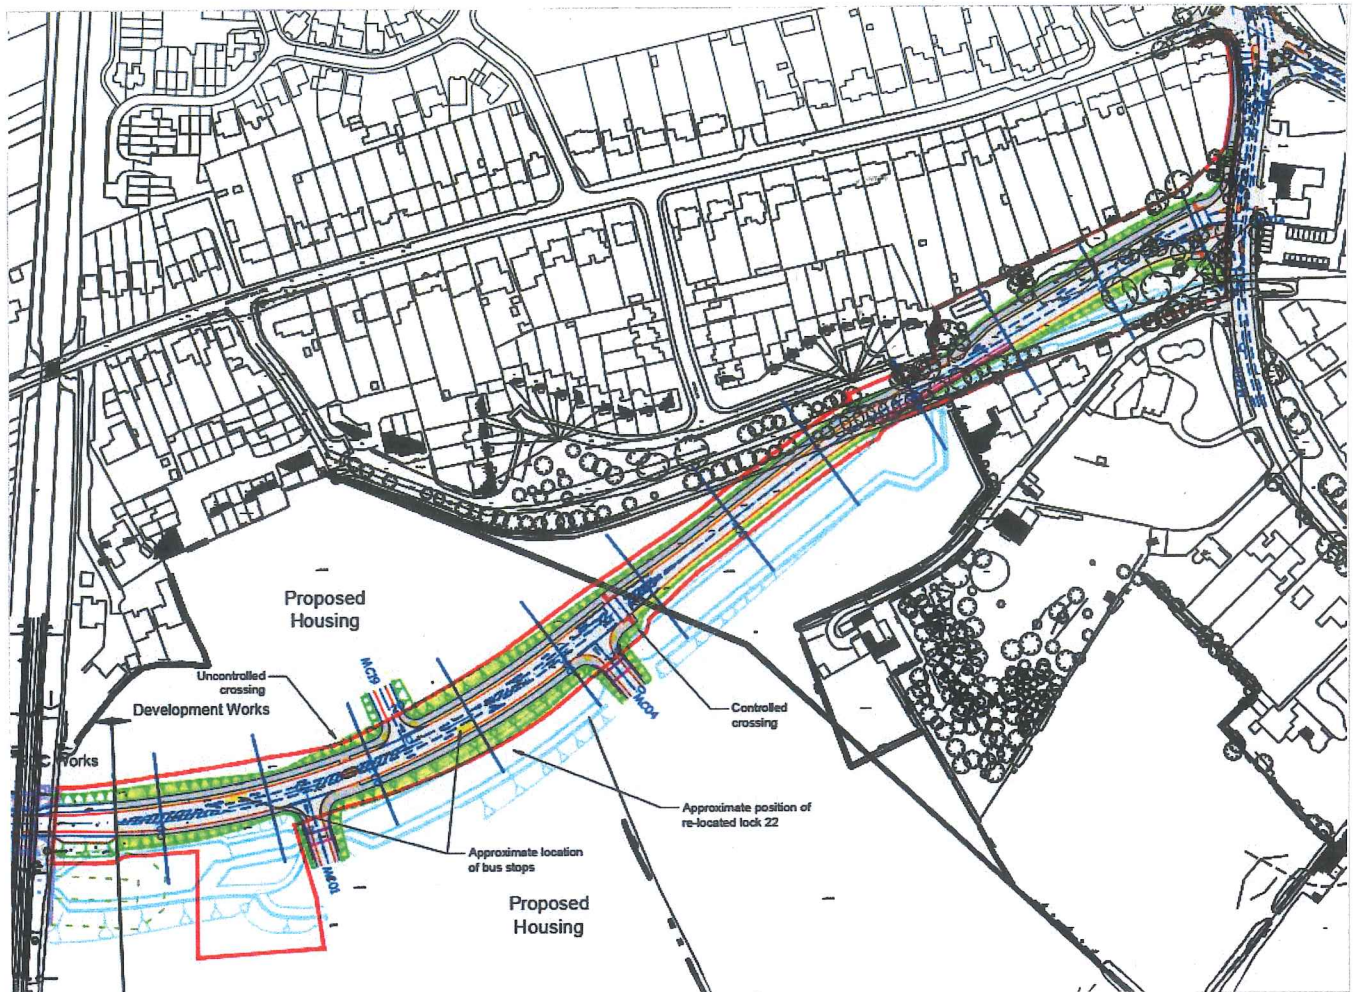 Proposed
Housing
MC19
Uncontrolled
crossing
Development Works
MC04
Controlled
crossing
Works
Approximate position of
re-located lock 22
Approximate location
of bus stops
MC01
Proposed
Housing